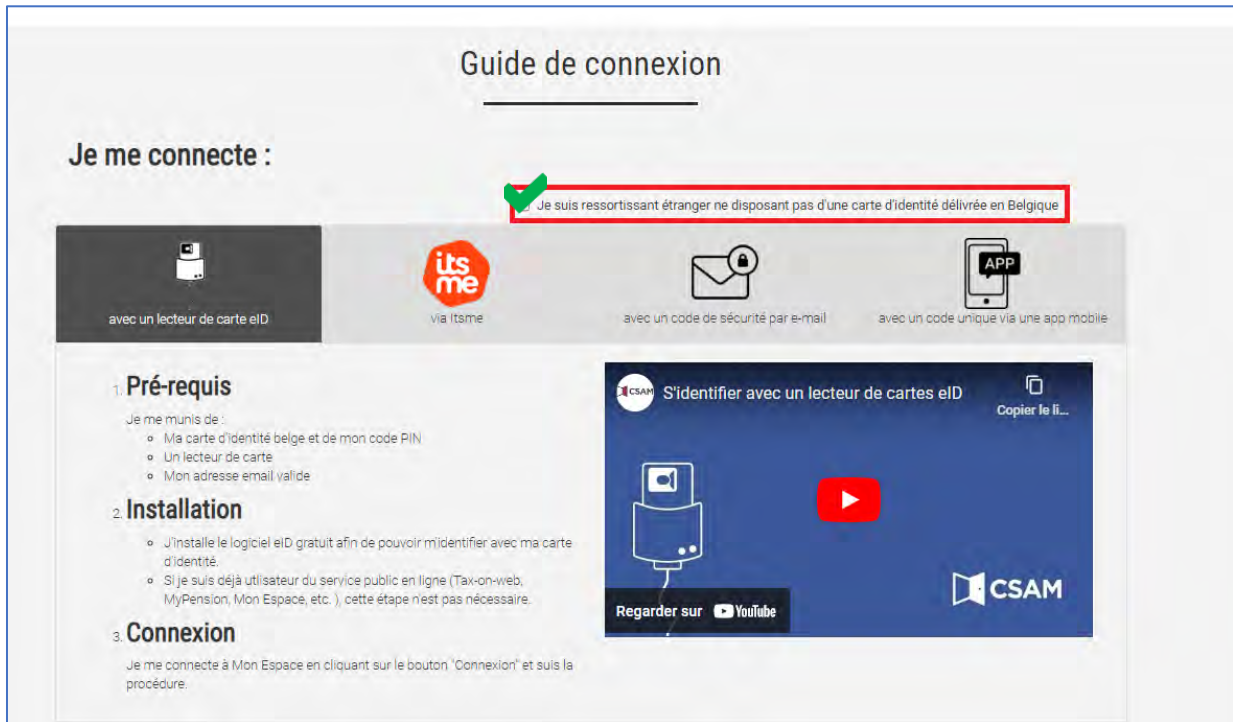 Guide de connexion
Je me connecte :
Je suis ressortissant étranger ne disposant pas d'une carte d'identité délivrée en Belgique
avec un lecteur de carte eID
itsme
via Itsme
avec un code de sécurité par e-mail
APP
avec un code unique via une app mobile
1. Pré-requis
Je me munis de :
Ma carte d'identité belge et de mon code PIN
Un lecteur de carte
Mon adresse email valide
2. Installation
J'installe le logiciel eID gratuit afin de pouvoir m'identifier avec ma carte
d'identité.
Si je suis déjà utlisateur du service public en ligne (Tax-on-web,
MyPension, Mon Espace, etc. ), cette étape n'est pas nécessaire.
3. Connexion
Je me connecte à Mon Espace en cliquant sur le bouton "Connexion" et suis la
procédure.
CSAM
S'identifier avec un lecteur de cartes eID
Copier le li...
CSAM
Regarder sur YouTube